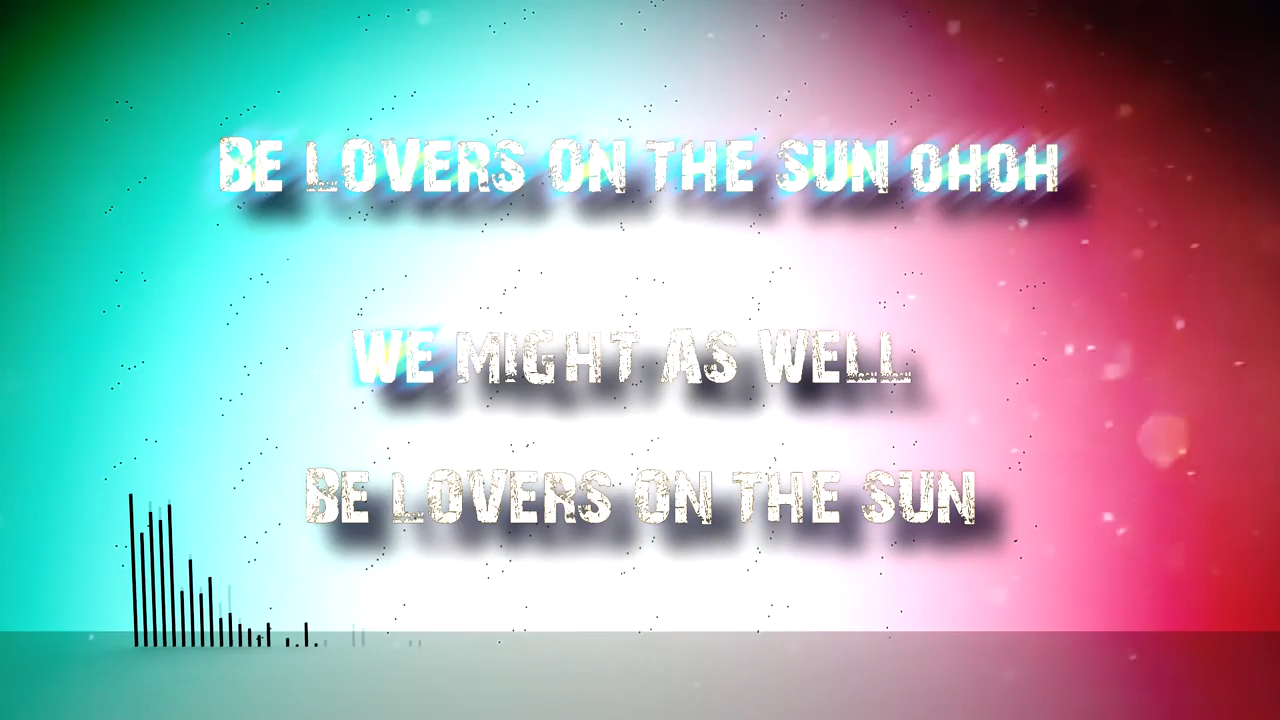 BE LOVERS ON THE SUN OHOH
WE MIGHT AS WELL
BE LOVERS ON THE SUN